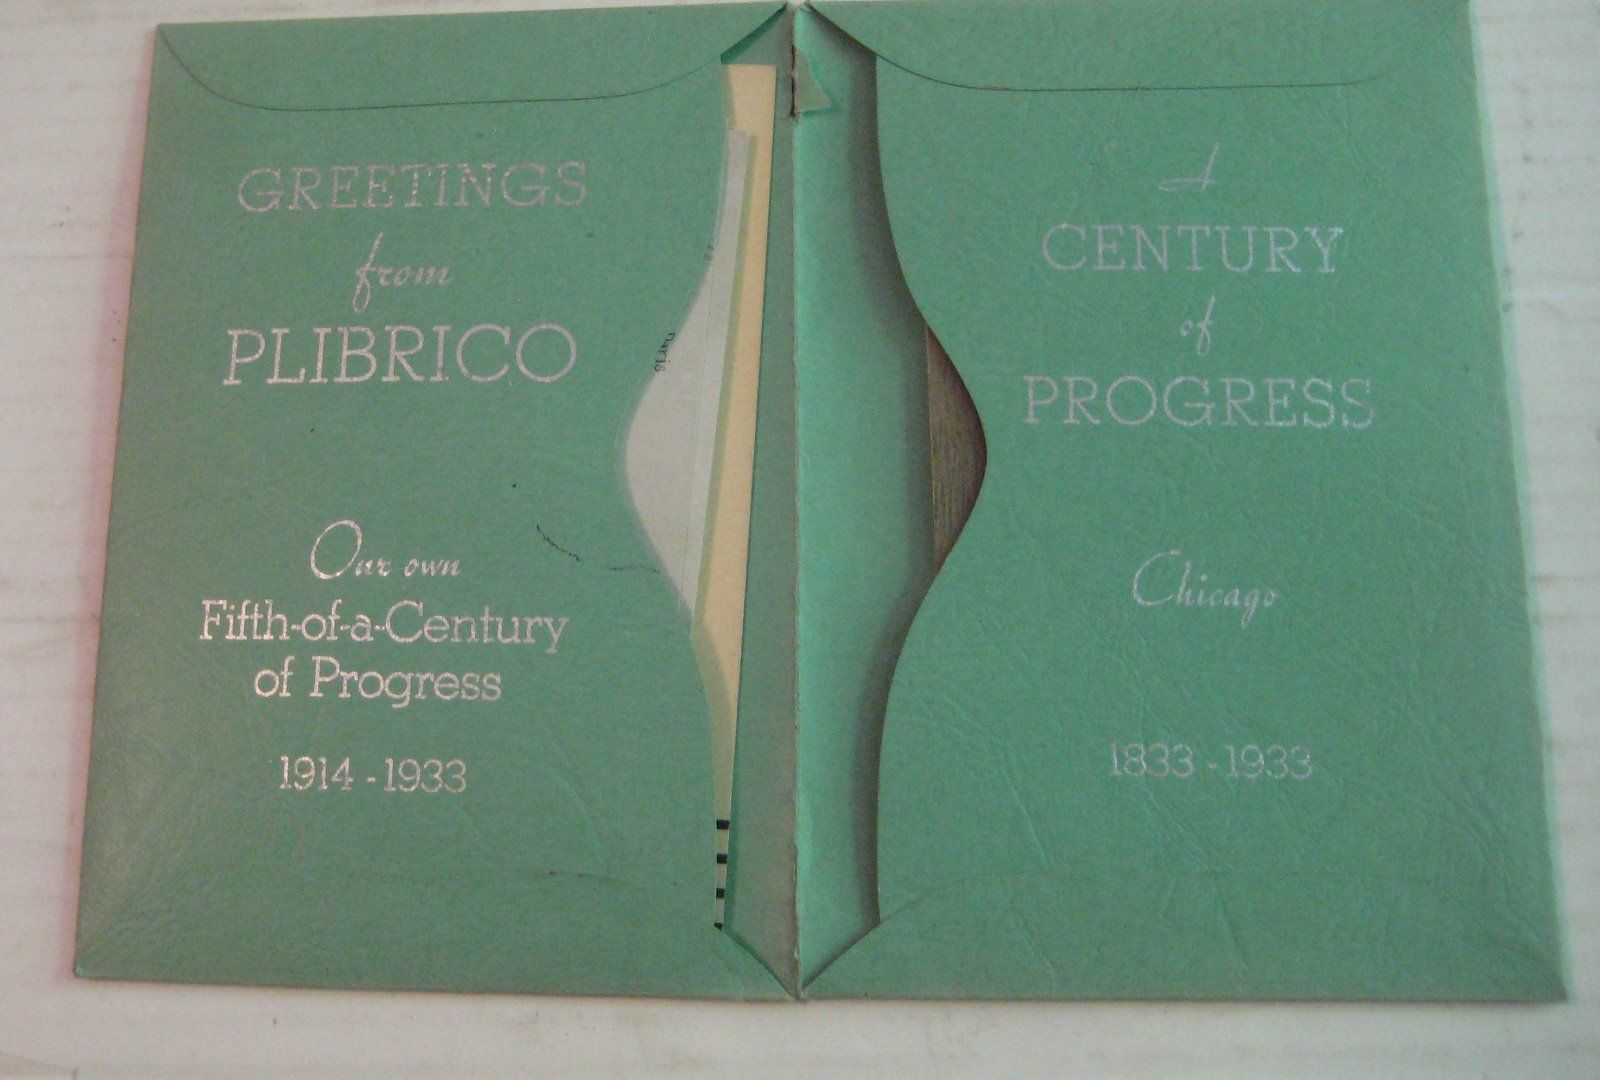 GREETINGS
from
PLIBRICO
Our own
Fifth-of-a-Century
of Progress
1914 - 1933
A
CENTURY
of
PROGRESS
Chicago
1833 - 1933